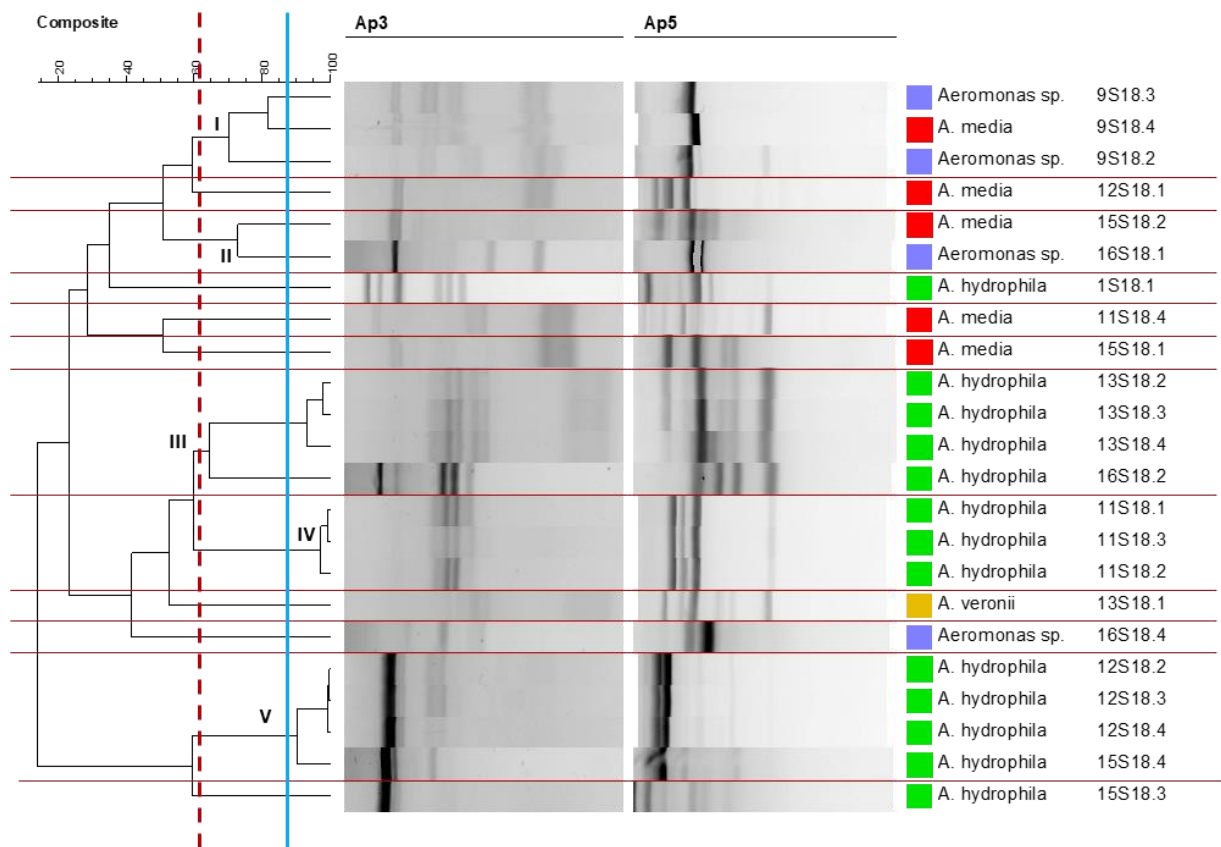 Composite Ap3 Ap5
20 40 60 80 100
Aeromonas sp. 9S18.3
I A. media 9S18.4
Aeromonas sp. 9S18.2
A. media 12S18.1
A. media 15S18.2
II Aeromonas sp. 16S18.1
A. hydrophila 1S18.1
A. media 11S18.4
A. media 15S18.1
A. hydrophila 13S18.2
A. hydrophila 13S18.3
III A. hydrophila 13S18.4
A. hydrophila 16S18.2
A. hydrophila 11S18.1
IV A. hydrophila 11S18.3
A. hydrophila 11S18.2
A. veronii 13S18.1
Aeromonas sp. 16S18.4
A. hydrophila 12S18.2
A. hydrophila 12S18.3
V A. hydrophila 12S18.4
A. hydrophila 15S18.4
A. hydrophila 15S18.3